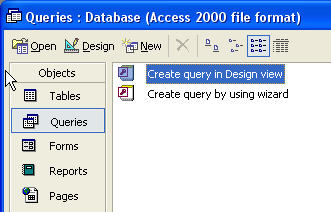 Queries : Database (Access 2000 file format)
Open Design New
Objects
Tables
Queries
Forms
Reports
Pages
Create query in Design view
Create query by using wizard